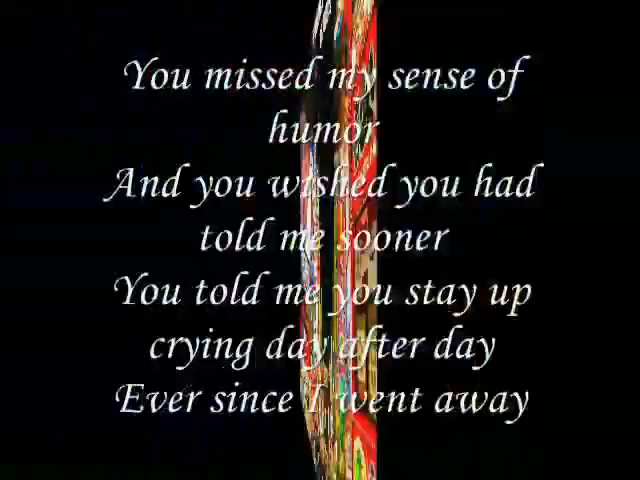 You missed my sense of
humor
And you wished you had
told me sooner
You told me you stay up
crying day after day
Ever since I went away